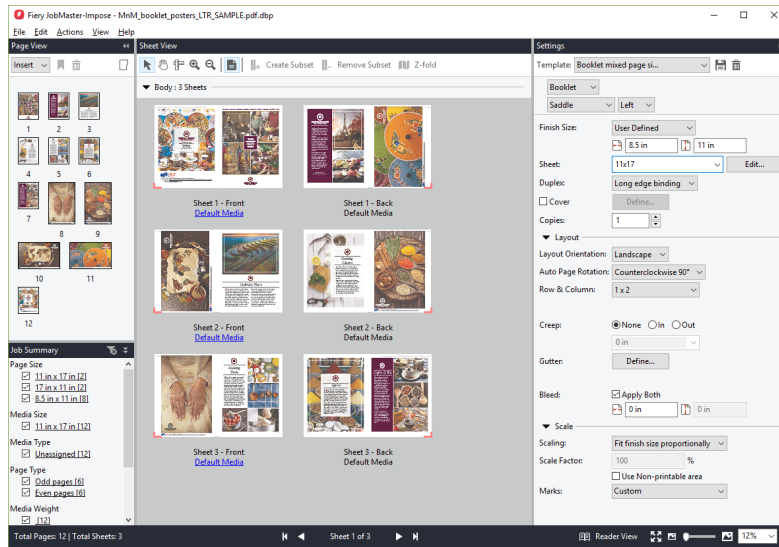 Fiery JobMaster-Impose - MnM_booklet_posters_LTR_SAMPLE.pdf.dbp
File Edit Actions View Help
Page View
Insert
1 2 3
4 5 6
7 8 9
10 11
12
Job Summary
Page Size
11 in x 17 in [2]
17 in x 11 in [2]
8.5 in x 11 in [8]
Media Size
11 in x 17 in [12]
Media Type
Unassigned [12]
Page Type
Odd pages [6]
Even pages [6]
Media Weight
[12]
Sheet View
Create Subset Remove Subset Z-fold
Body : 3 Sheets
Sheet 1 - Front Sheet 1 - Back
Default Media Default Media
Culinary Tours
Cooking Classes
Sheet 2 - Front Sheet 2 - Back
Default Media Default Media
Cooking
Sheet 3 - Front Sheet 3 - Back
Default Media Default Media
Settings
Template: Booklet mixed page si...
Booklet
Saddle Left
Finish Size: User Defined
8.5 in 11 in
Sheet: 11x17 Edit...
Duplex: Long edge binding
Cover Define...
Copies: 1
Layout
Layout Orientation: Landscape
Auto Page Rotation: Counterclockwise 90°
Row & Column: 1 x 2
Creep: None In Out
0 in
Gutter: Define...
Bleed: Apply Both
0 in 0 in
Scale
Scaling: Fit finish size proportionally
Scale Factor: 100 %
Use Non-printable area
Marks: Custom
Total Pages: 12 | Total Sheets: 3 Sheet 1 of 3 Reader View 12%